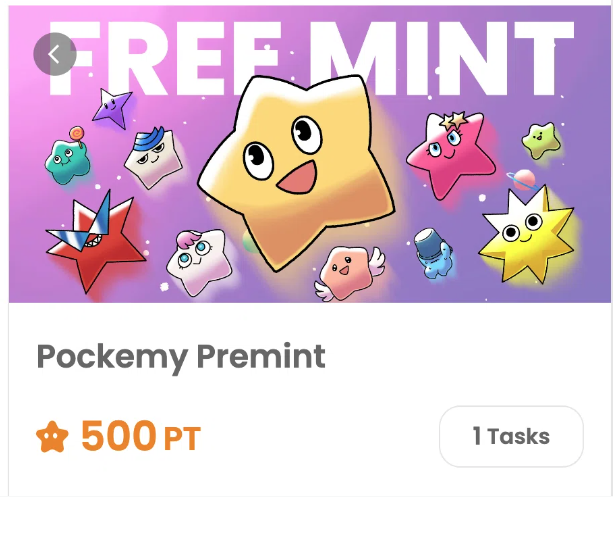 FREE MINT
Pockemy Premint
500 PT
1 Tasks